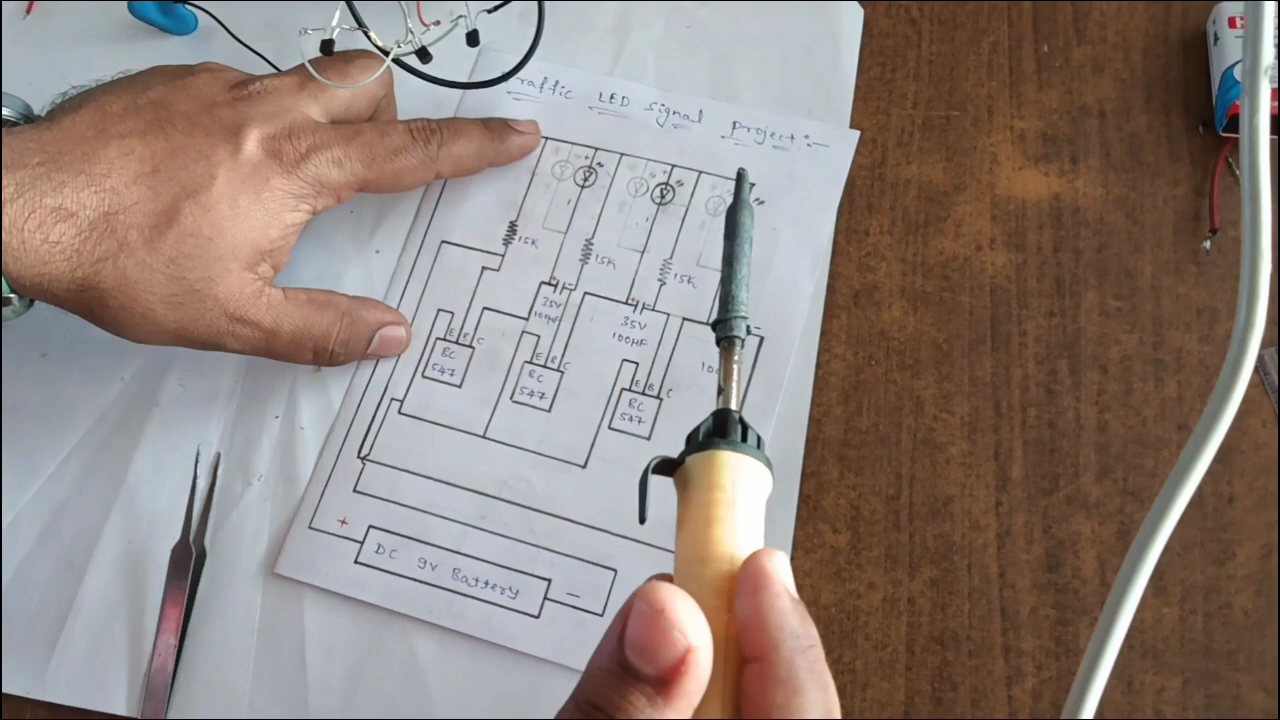 raffic LED Signal Project:-
15K
15K
15K
35V
100µF
35V
100µF
10
E B C
BC
547
E B C
BC
547
E B C
BC
547
+
DC 9V Battery